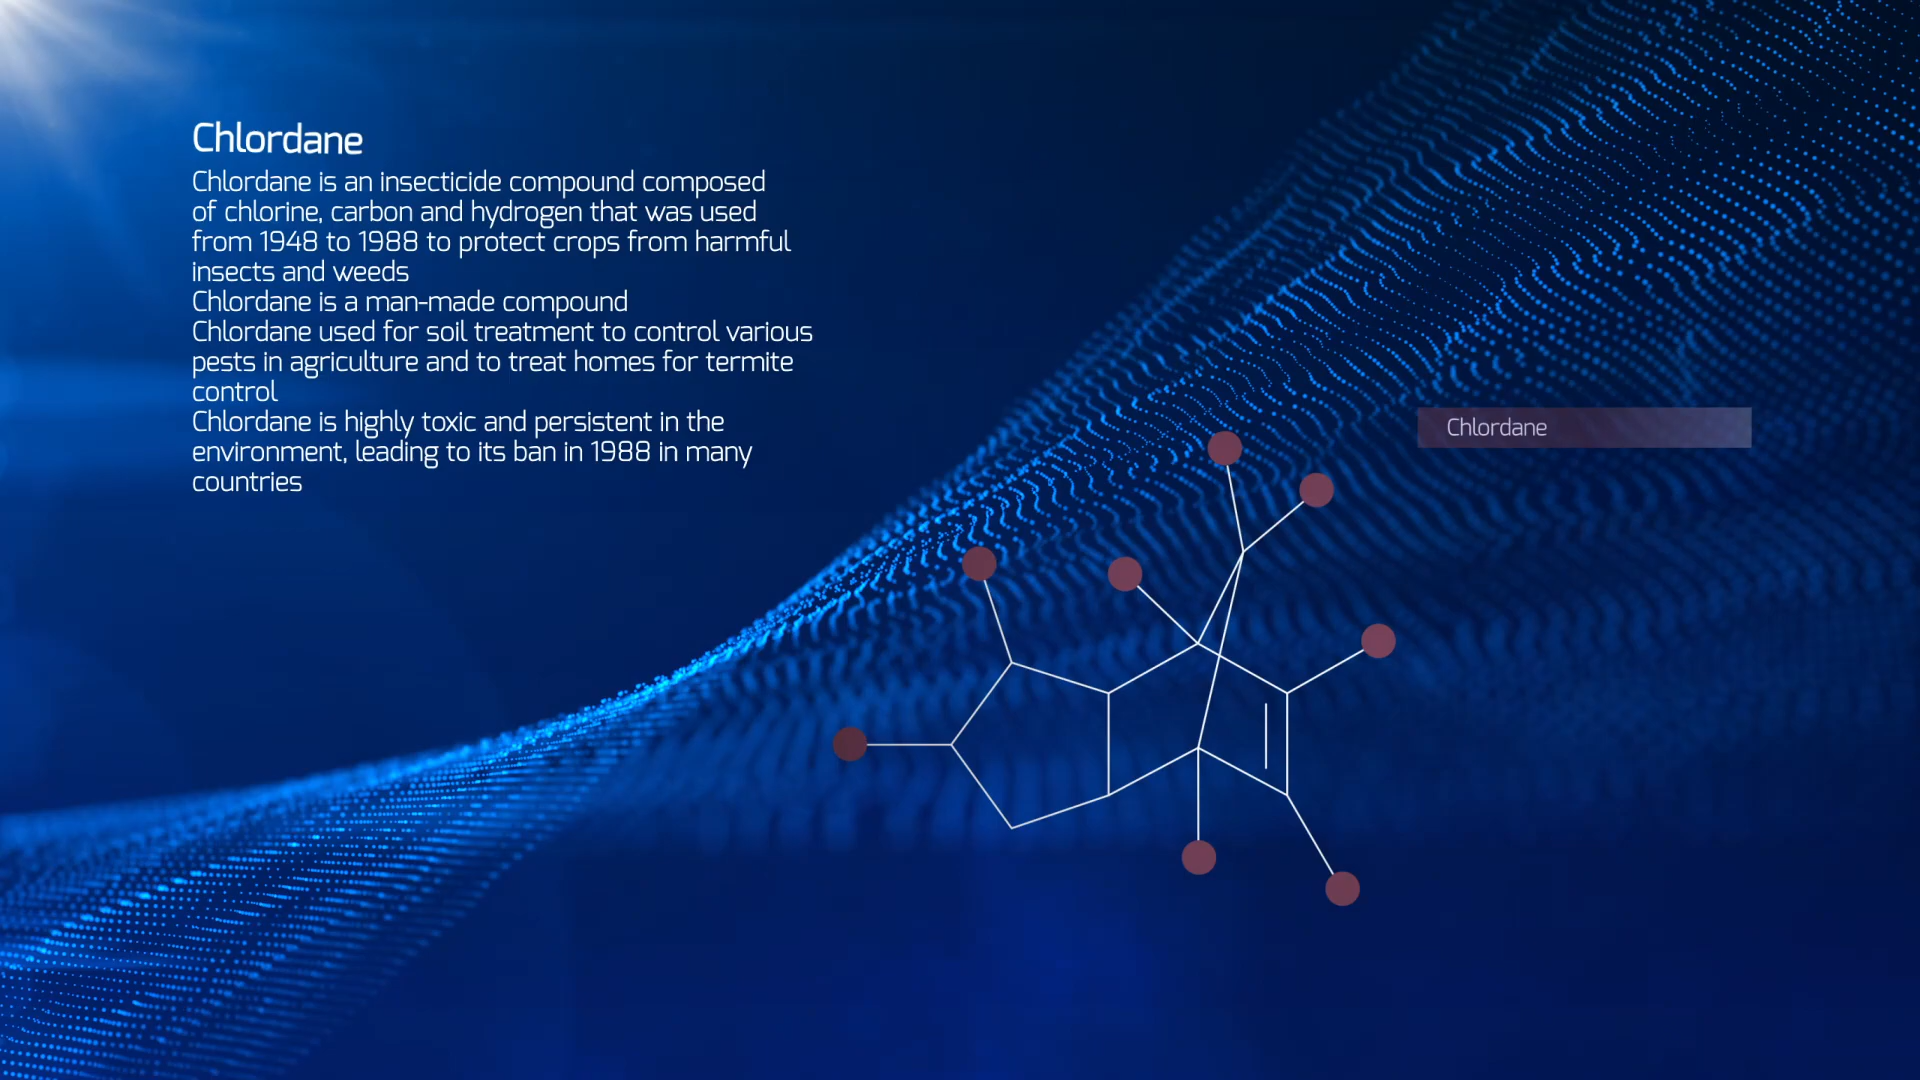 Chlordane
Chlordane is an insecticide compound composed
of chlorine, carbon and hydrogen that was used
from 1948 to 1988 to protect crops from harmful
insects and weeds
Chlordane is a man-made compound
Chlordane used for soil treatment to control various
pests in agriculture and to treat homes for termite
control
Chlordane is highly toxic and persistent in the
environment, leading to its ban in 1988 in many
countries
Chlordane